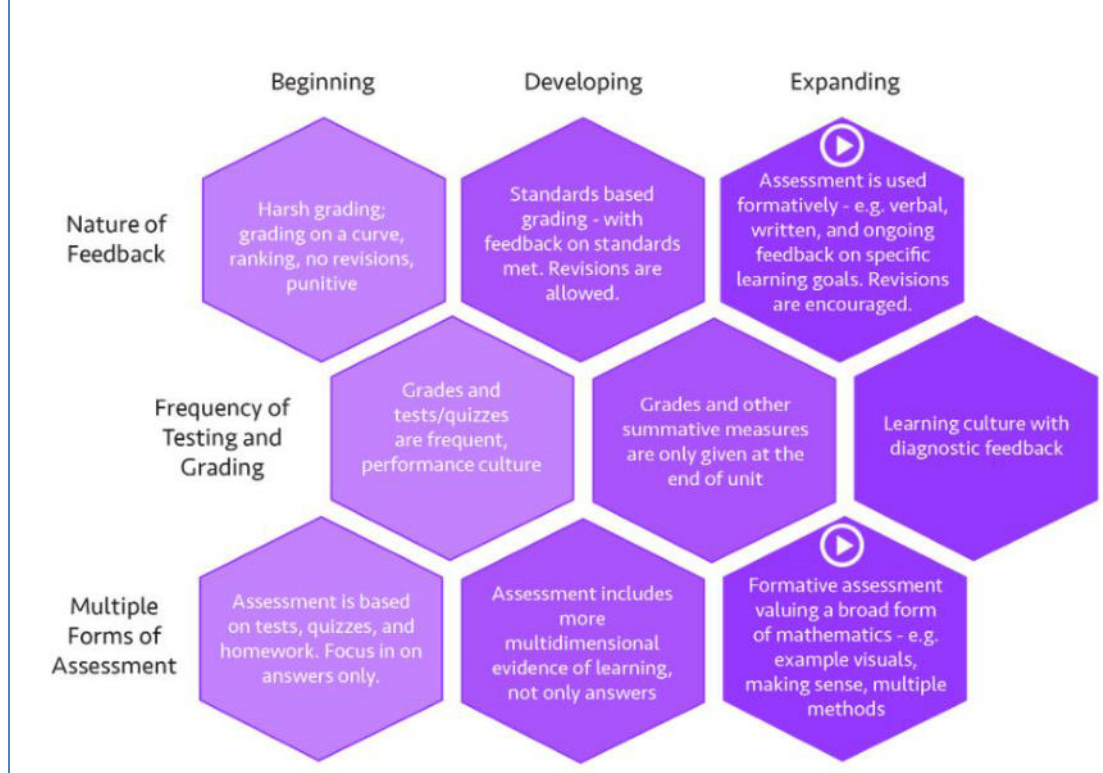 Beginning
Developing
Expanding
Nature of
Feedback
Harsh grading;
grading on a curve,
ranking, no revisions,
punitive
Standards based
grading - with
feedback on standards
met. Revisions are
allowed.
Assessment is used
formatively - e.g. verbal,
written, and ongoing
feedback on specific
learning goals. Revisions
are encouraged.
Frequency of
Testing and
Grading
Grades and
tests/quizzes
are frequent,
performance culture
Grades and other
summative measures
are only given at the
end of unit
Learning culture with
diagnostic feedback
Multiple
Forms of
Assessment
Assessment is based
on tests, quizzes, and
homework. Focus in on
answers only.
Assessment includes
more
multidimensional
evidence of learning,
not only answers
Formative assessment
valuing a broad form
of mathematics - e.g.
example visuals,
making sense, multiple
methods